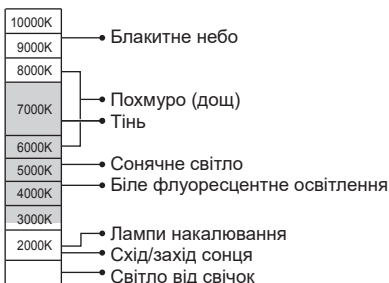 10000K
9000K
Блакитне небо
8000K
7000K
Похмуро (дощ)
Тінь
6000K
5000K
Сонячне світло
4000K
Біле флуоресцентне освітлення
3000K
2000K
Лампи накалювання
Схід/захід сонця
Світло від свічок